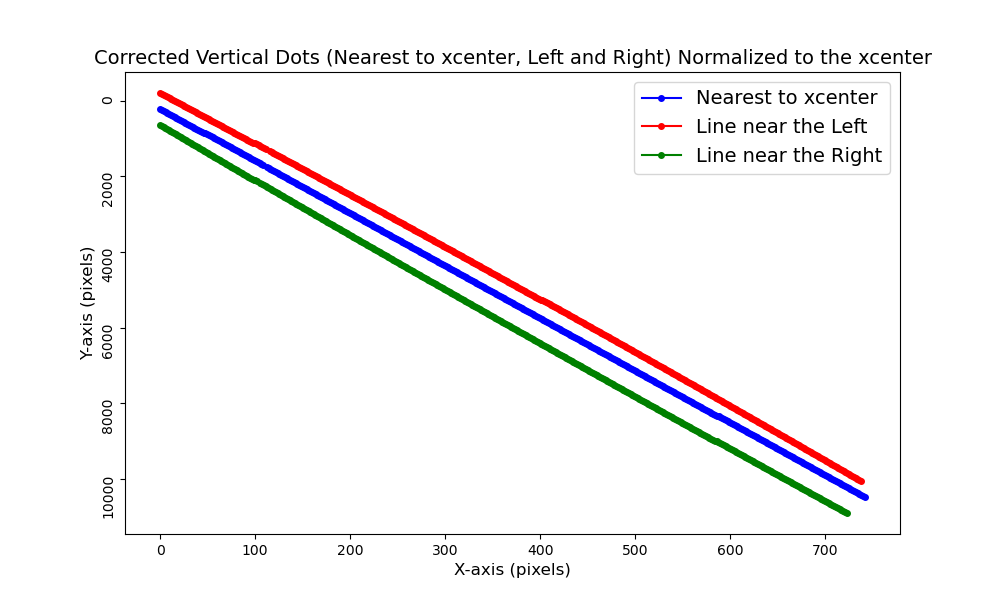 Corrected Vertical Dots (Nearest to xcenter, Left and Right) Normalized to the xcenter
Nearest to xcenter
Line near the Left
Line near the Right
Y-axis (pixels)
0
2000
4000
6000
8000
10000
0 100 200 300 400 500 600 700
X-axis (pixels)